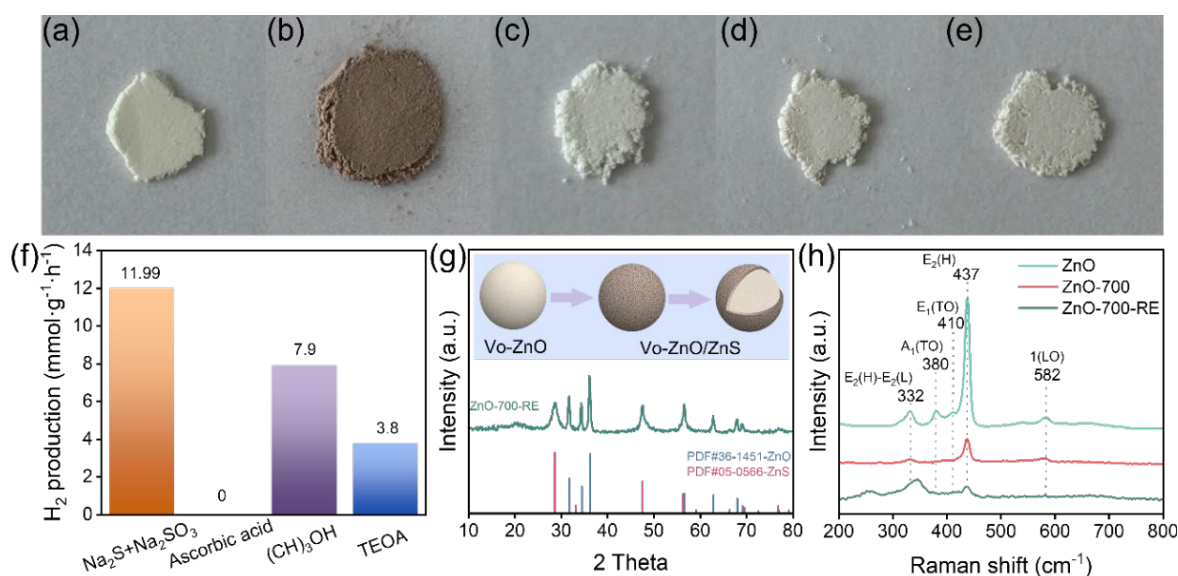 (a)
(b)
(c)
(d)
(e)
(f)
H₂ production (mmol·g⁻¹·h⁻¹)
14
12
10
8
6
4
2
0
11.99
0
7.9
3.8
Na₂S+Na₂SO₃
Ascorbic acid
(CH)₃OH
TEOA
(g)
Intensity (a.u.)
Vo-ZnO
Vo-ZnO/ZnS
ZnO-700-RE
PDF#36-1451-ZnO
PDF#05-0566-ZnS
10 20 30 40 50 60 70 80
2 Theta
(h)
Intensity (a.u.)
E₂(H)
437
E₁(TO)
410
A₁(TO)
380
E₂(H)-E₂(L)
332
1(LO)
582
ZnO
ZnO-700
ZnO-700-RE
200 300 400 500 600 700 800
Raman shift (cm⁻¹)